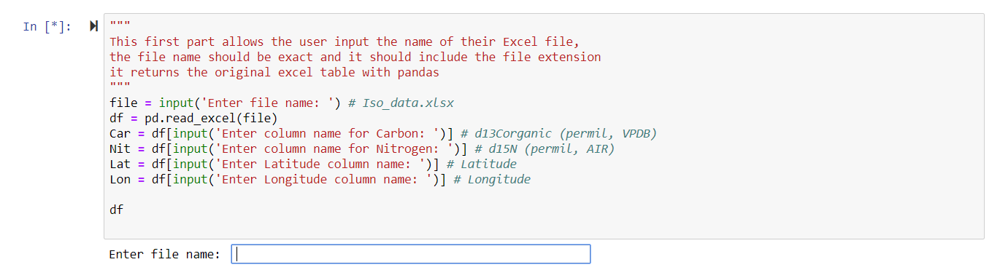 In [*]:
"""
This first part allows the user input the name of their Excel file,
the file name should be exact and it should include the file extension
it returns the original excel table with pandas
"""
file = input('Enter file name: ') # Iso_data.xlsx
df = pd.read_excel(file)
Car = df[input('Enter column name for Carbon: ')] # d13Corganic (permil, VPDB)
Nit = df[input('Enter column name for Nitrogen: ')] # d15N (permil, AIR)
Lat = df[input('Enter Latitude column name: ')] # Latitude
Lon = df[input('Enter Longitude column name: ')] # Longitude
df
Enter file name: